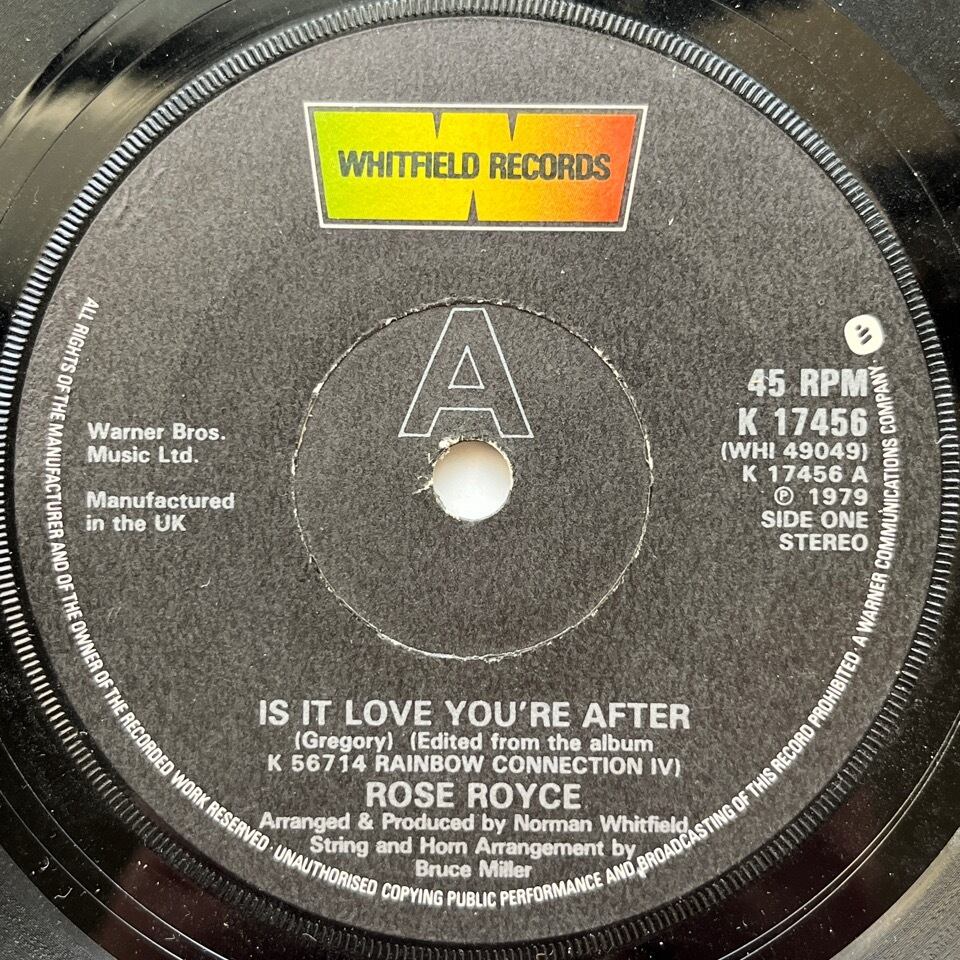 WHITFIELD RECORDS
A
Warner Bros.
Music Ltd.
Manufactured
in the UK
45 RPM
K 17456
(WHI 49049)
K 17456 A
Ⓟ 1979
SIDE ONE
STEREO
IS IT LOVE YOU'RE AFTER
(Gregory) (Edited from the album
K 56714 RAINBOW CONNECTION IV)
ROSE ROYCE
Arranged & Produced by Norman Whitfield
String and Horn Arrangement by
Bruce Miller
ALL RIGHTS OF THE MANUFACTURER AND OF THE OWNER OF THE RECORDED WORK RESERVED · UNAUTHORISED COPYING PUBLIC PERFORMANCE AND BROADCASTING OF THIS RECORD PROHIBITED · A WARNER COMMUNICATIONS COMPANY ·